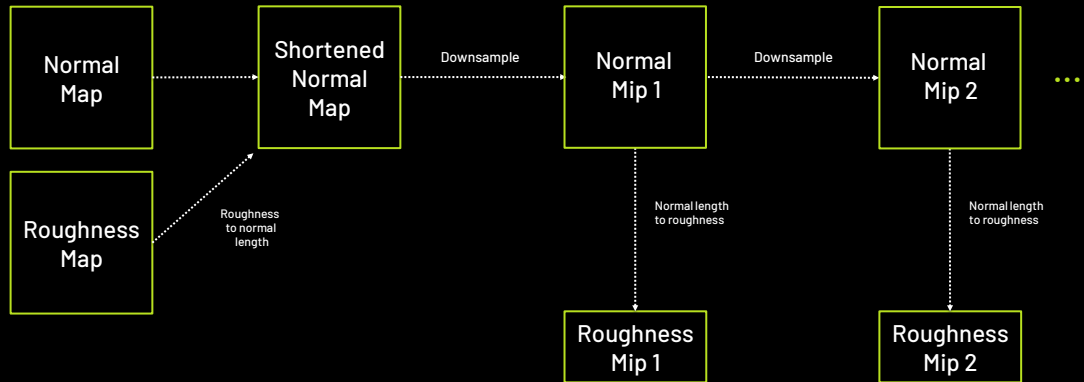 Normal
Map
Shortened
Normal
Map
Downsample
Normal
Mip 1
Downsample
Normal
Mip 2
...
Roughness
Map
Roughness
to normal
length
Normal length
to roughness
Normal length
to roughness
Roughness
Mip 1
Roughness
Mip 2